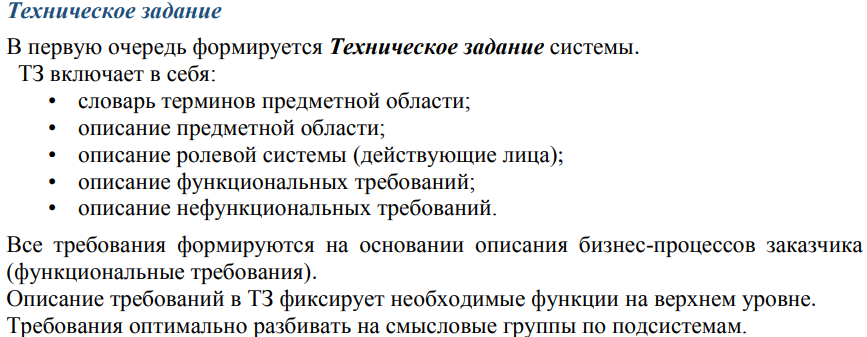 Техническое задание
В первую очередь формируется Техническое задание системы.
ТЗ включает в себя:
• словарь терминов предметной области;
• описание предметной области;
• описание ролевой системы (действующие лица);
• описание функциональных требований;
• описание нефункциональных требований.
Все требования формируются на основании описания бизнес-процессов заказчика
(функциональные требования).
Описание требований в ТЗ фиксирует необходимые функции на верхнем уровне.
Требования оптимально разбивать на смысловые группы по подсистемам.